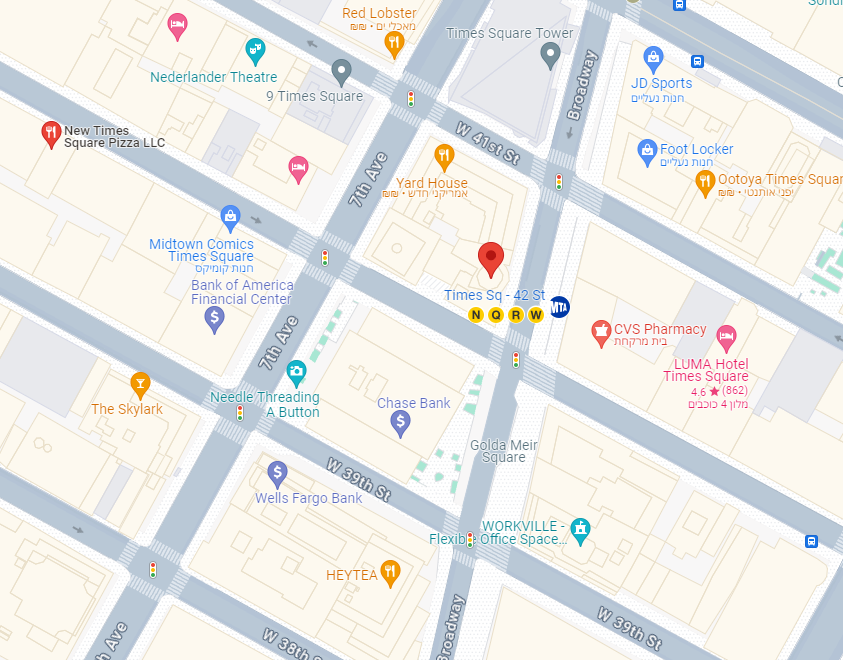 Red Lobster
מאכלי ים • ₪₪
Times Square Tower
Nederlander Theatre
9 Times Square
Broadway
JD Sports
חנות נעליים
New Times
Square Pizza LLC
W 41st St
Foot Locker
חנות נעליים
7th Ave
Yard House
אמריקני חדש • ₪₪
Ootoya Times Squar
יפני אותנטי • ₪₪
Midtown Comics
Times Square
חנות קומיקס
Bank of America
Financial Center
Times Sq - 42 St
N Q R W
MTA
CVS Pharmacy
בית מרקחת
7th Ave
LUMA Hotel
Times Square
4.6 ★ (862)
מלון 4 כוכבים
The Skylark
Needle Threading
A Button
Chase Bank
Golda Meir
Square
W 39th St
Wells Fargo Bank
WORKVILLE -
Flexible Office Space...
HEYTEA
Broadway
W 39th St
W 38th S
h Ave